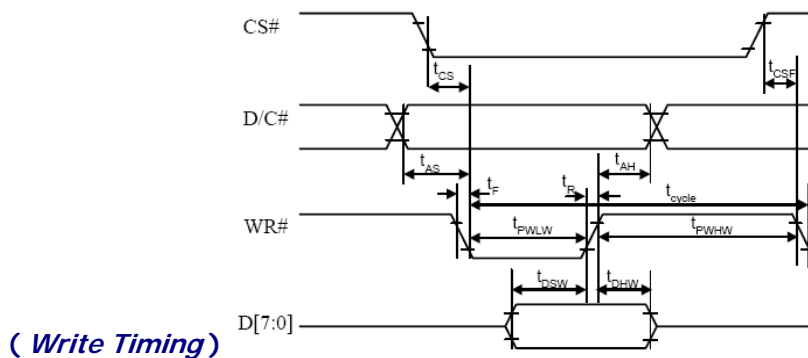 CS#
tCS
tCSF
D/C#
tAS
tF
tR
tAH
tcycle
WR#
tPWLW
tPWHW
tDSW
tDHW
D[7:0]
( Write Timing)